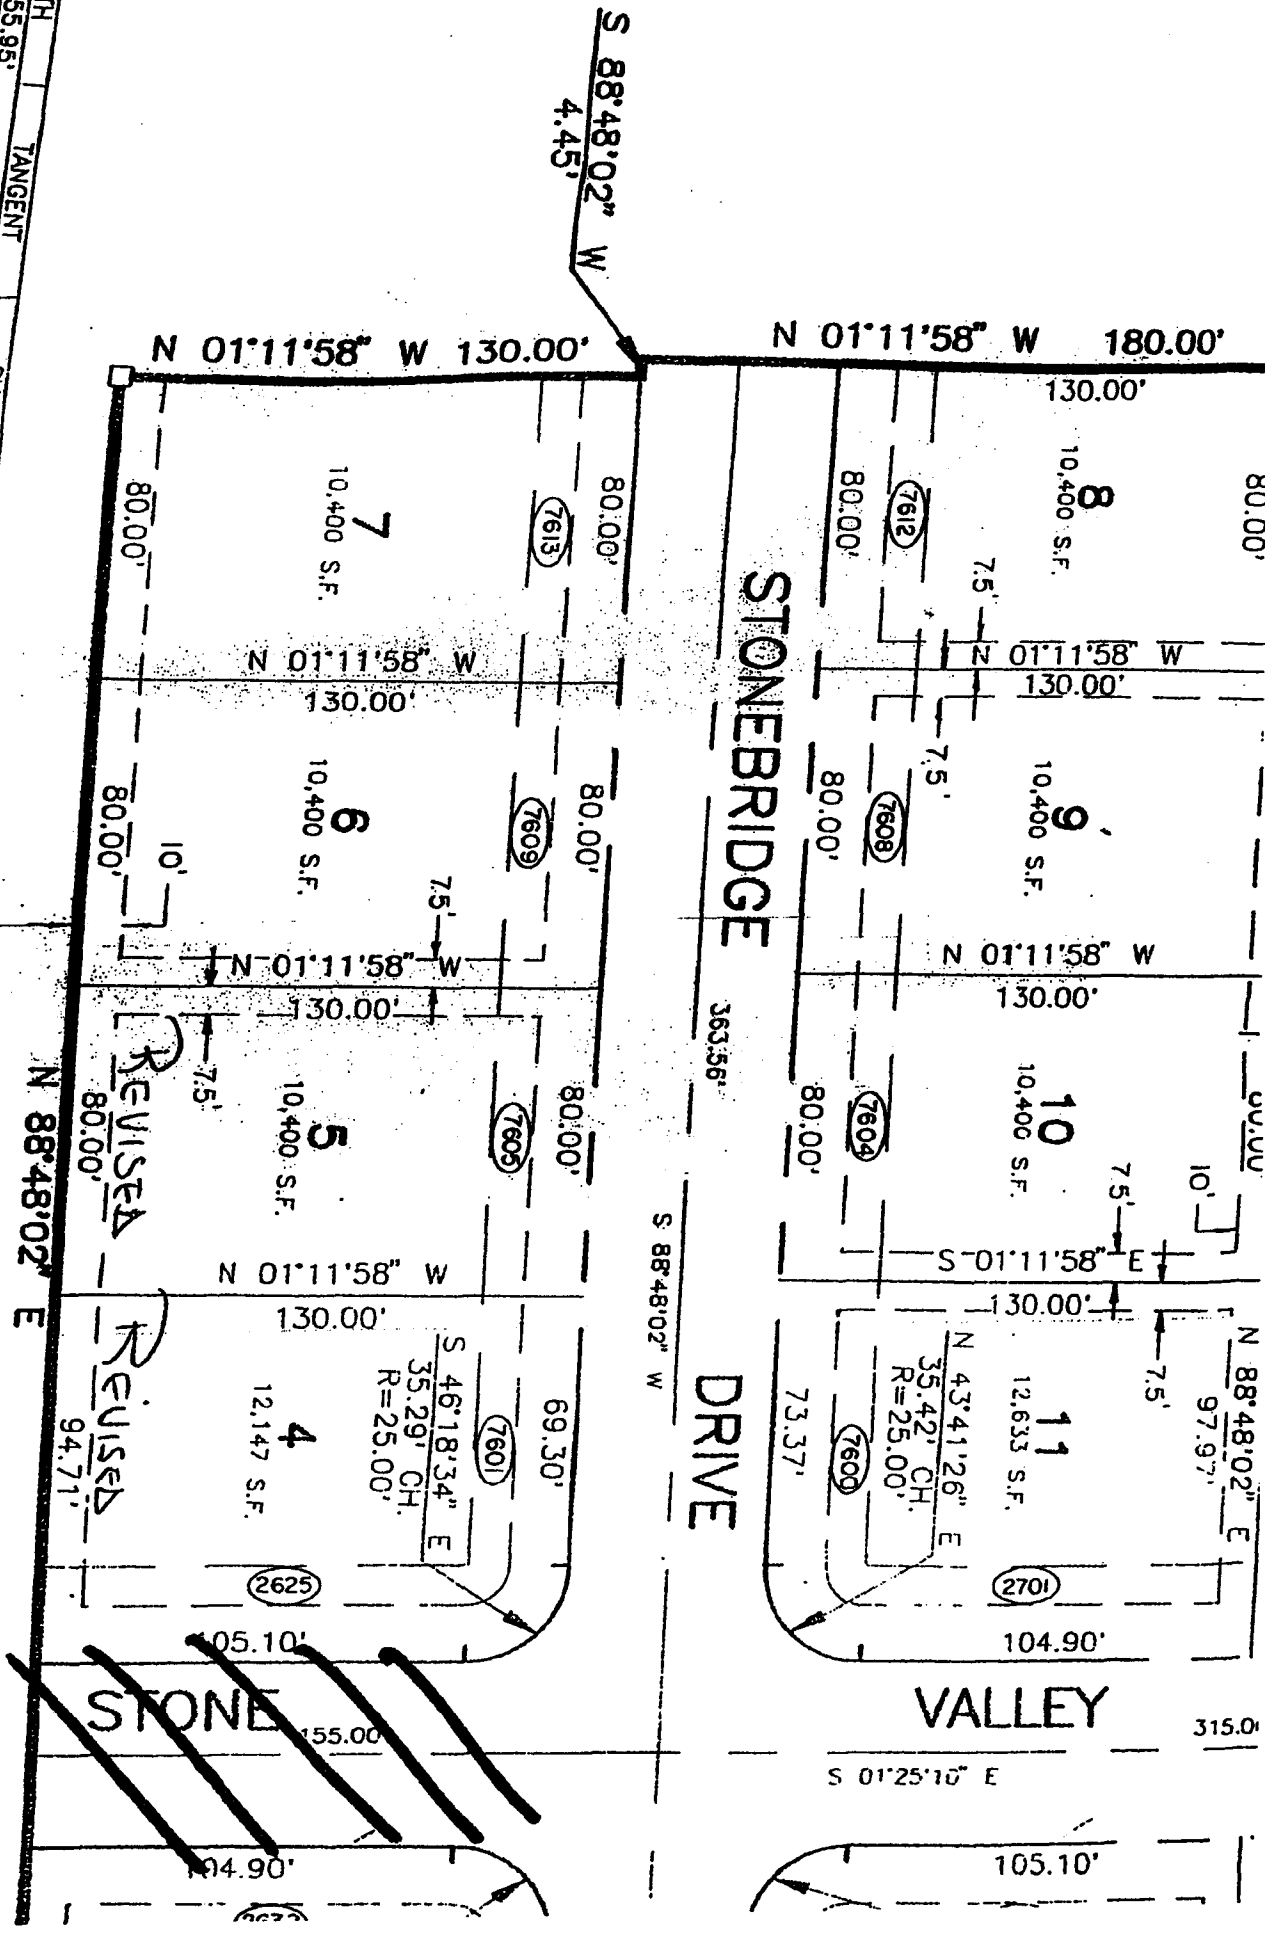 TH
55.95'
TANGENT
S 88°48'02" W
4.45'
N 01°11'58" W 130.00'
N 01°11'58" W 180.00'
130.00'
80.00'
7
10,400 S.F.
7613
80.00'
80.00'
7612
8
10,400 S.F.
80.00'
7.5'
N 01°11'58" W
130.00'
N 01°11'58" W
130.00'
7.5'
80.00'
10'
6
10,400 S.F.
7609
80.00'
7.5'
80.00'
7608
9
10,400 S.F.
N 01°11'58" W
130.00'
N 01°11'58" W
130.00'
STONEBRIDGE DRIVE
363.56'
S 88°48'02" W
7.5'
REVISED
80.00'
5
10,400 S.F.
7605
80.00'
80.00'
7604
10
10,400 S.F.
7.5'
10'
N 88°48'02" E
N 01°11'58" W
130.00'
S 01°11'58" E
130.00'
7.5'
REVISED
94.71'
4
12,147 S.F.
S 46°18'34" E
35.29' CH.
R=25.00'
7601
69.30'
73.37'
7600
N 43°41'26" E
35.42' CH.
R=25.00'
11
12,633 S.F.
N 88°48'02" E
97.97'
2625
2701
105.10'
104.90'
STONE VALLEY
155.00
315.0
S 01°25'10" E
104.90'
105.10'